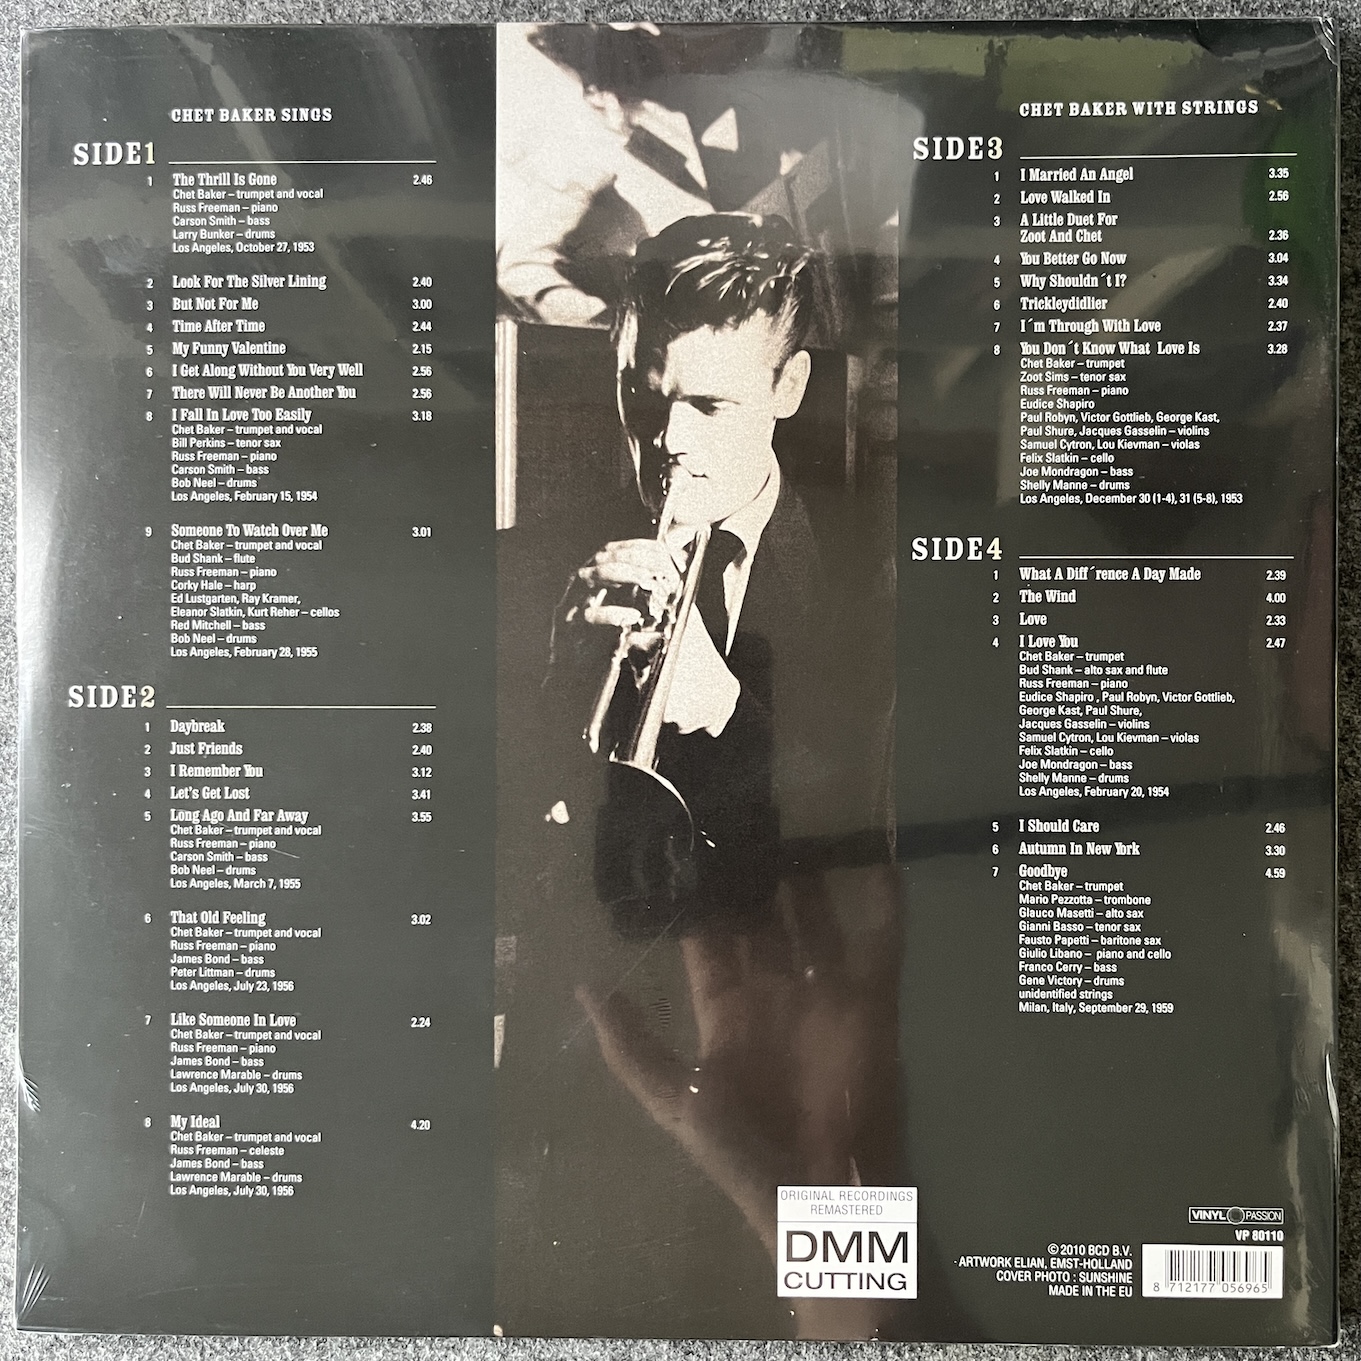 CHET BAKER SINGS
SIDE1
1 The Thrill Is Gone 2.46
Chet Baker – trumpet and vocal
Russ Freeman – piano
Carson Smith – bass
Larry Bunker – drums
Los Angeles, October 27, 1953
2 Look For The Silver Lining 2.40
3 But Not For Me 3.00
4 Time After Time 2.44
5 My Funny Valentine 2.15
6 I Get Along Without You Very Well 2.56
7 There Will Never Be Another You 2.56
8 I Fall In Love Too Easily 3.18
Chet Baker – trumpet and vocal
Bill Perkins – tenor sax
Russ Freeman – piano
Carson Smith – bass
Bob Neel – drums
Los Angeles, February 15, 1954
9 Someone To Watch Over Me 3.01
Chet Baker – trumpet and vocal
Bud Shank – flute
Russ Freeman – piano
Corky Hale – harp
Ed Lustgarten, Ray Kramer,
Eleanor Slatkin, Kurt Reher – cellos
Red Mitchell – bass
Bob Neel – drums
Los Angeles, February 28, 1955
SIDE2
1 Daybreak 2.38
2 Just Friends 2.40
3 I Remember You 3.12
4 Let's Get Lost 3.41
5 Long Ago And Far Away 3.55
Chet Baker – trumpet and vocal
Russ Freeman – piano
Carson Smith – bass
Bob Neel – drums
Los Angeles, March 7, 1955
6 That Old Feeling 3.02
Chet Baker – trumpet and vocal
Russ Freeman – piano
James Bond – bass
Peter Littman – drums
Los Angeles, July 23, 1956
7 Like Someone In Love 2.24
Chet Baker – trumpet and vocal
Russ Freeman – piano
James Bond – bass
Lawrence Marable – drums
Los Angeles, July 30, 1956
8 My Ideal 4.20
Chet Baker – trumpet and vocal
Russ Freeman – celeste
James Bond – bass
Lawrence Marable – drums
Los Angeles, July 30, 1956
CHET BAKER WITH STRINGS
SIDE3
1 I Married An Angel 3.35
2 Love Walked In 2.56
3 A Little Duet For
Zoot And Chet 2.36
4 You Better Go Now 3.04
5 Why Shouldn´t I? 3.34
6 Trickleydidlier 2.40
7 I´m Through With Love 2.37
8 You Don´t Know What Love Is 3.28
Chet Baker – trumpet
Zoot Sims – tenor sax
Russ Freeman – piano
Eudice Shapiro
Paul Robyn, Victor Gottlieb, George Kast,
Paul Shure, Jacques Gasselin – violins
Samuel Cytron, Lou Kievman – violas
Felix Slatkin – cello
Joe Mondragon – bass
Shelly Manne – drums
Los Angeles, December 30 (1-4), 31 (5-8), 1953
SIDE4
1 What A Diff´rence A Day Made 2.39
2 The Wind 4.00
3 Love 2.33
4 I Love You 2.47
Chet Baker – trumpet
Bud Shank – alto sax and flute
Russ Freeman – piano
Eudice Shapiro , Paul Robyn, Victor Gottlieb,
George Kast, Paul Shure,
Jacques Gasselin – violins
Samuel Cytron, Lou Kievman – violas
Felix Slatkin – cello
Joe Mondragon – bass
Shelly Manne – drums
Los Angeles, February 20, 1954
5 I Should Care 2.46
6 Autumn In New York 3.30
7 Goodbye 4.59
Chet Baker – trumpet
Mario Pezzotta – trombone
Glauco Masetti – alto sax
Gianni Basso – tenor sax
Fausto Papetti – baritone sax
Giulio Libano – piano and cello
Franco Cerry – bass
Gene Victory – drums
unidentified strings
Milan, Italy, September 29, 1959
ORIGINAL RECORDINGS
REMASTERED
DMM
CUTTING
VINYL PASSION
VP 80110
© 2010 BCD B.V.
ARTWORK ELIAN, EMST-HOLLAND
COVER PHOTO : SUNSHINE
MADE IN THE EU
8 712177 056965